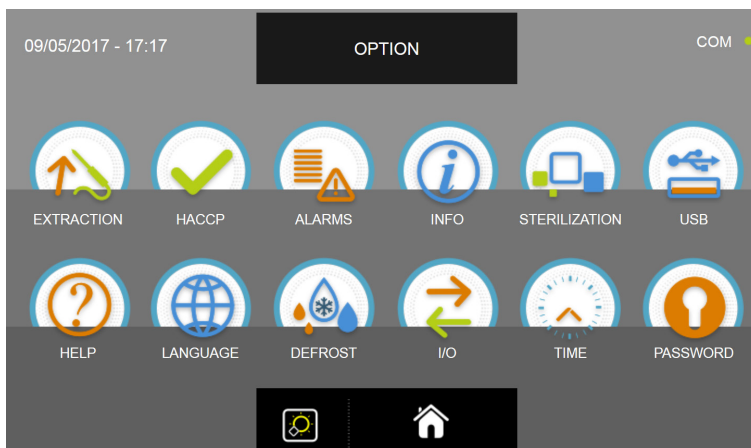 09/05/2017 - 17:17
OPTION
COM
EXTRACTION
HACCP
ALARMS
INFO
STERILIZATION
USB
HELP
LANGUAGE
DEFROST
I/O
TIME
PASSWORD